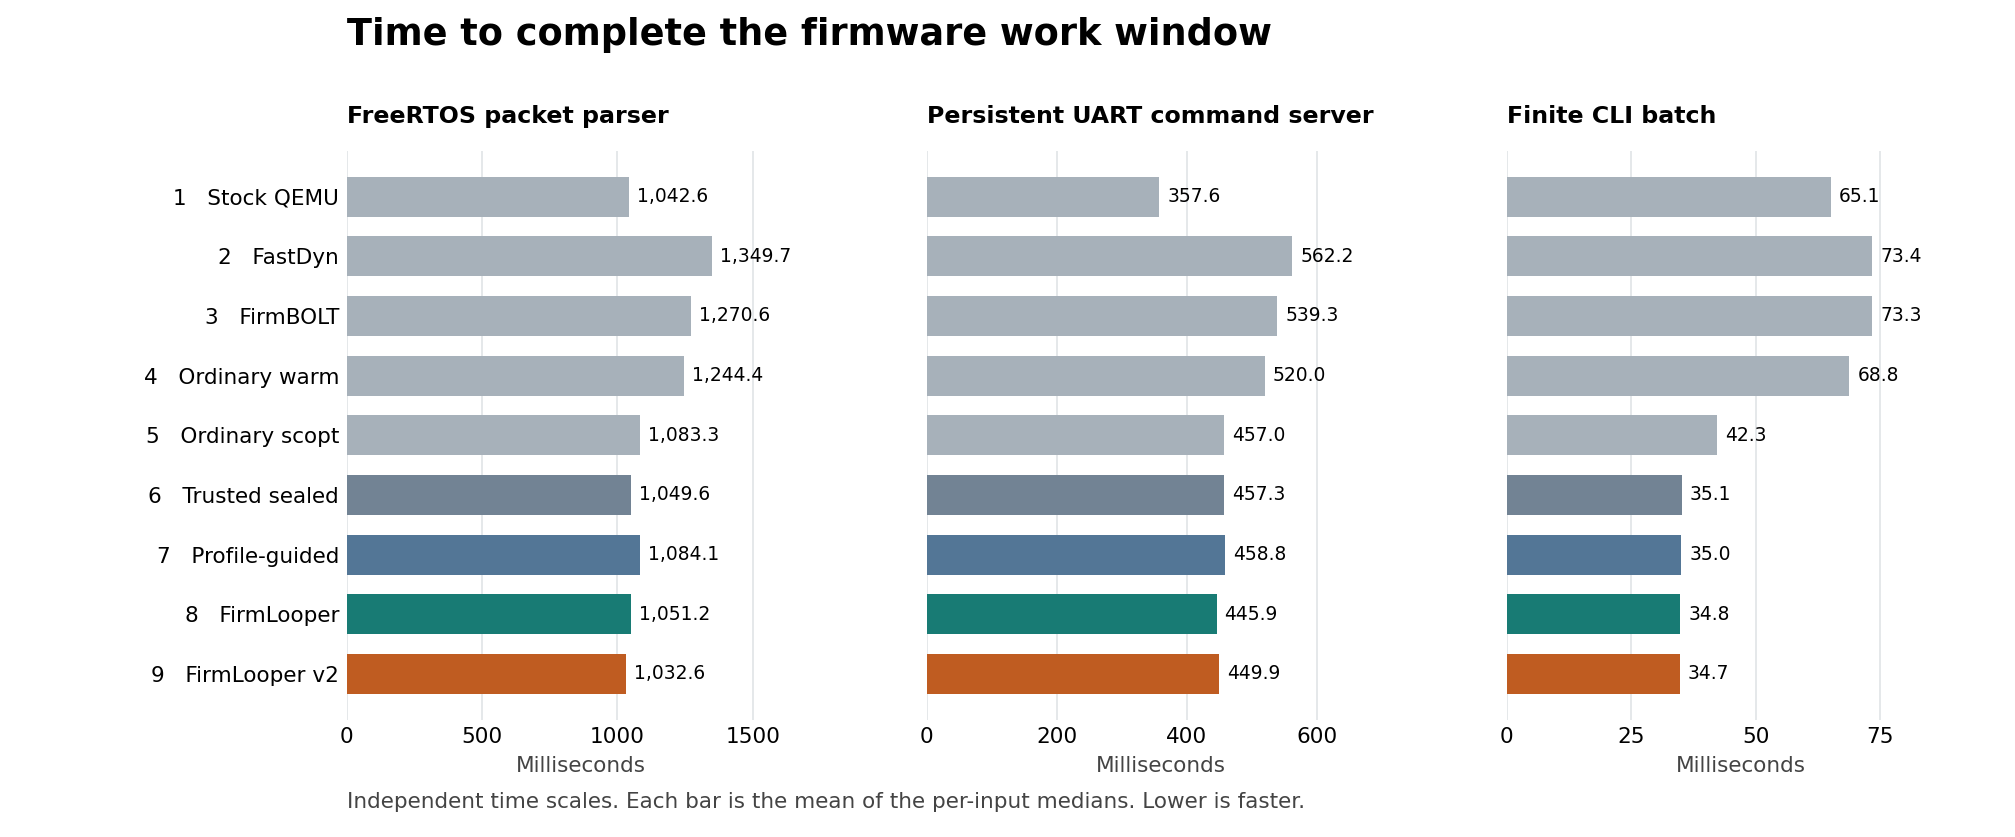 Time to complete the firmware work window
FreeRTOS packet parser
Persistent UART command server
Finite CLI batch
1 Stock QEMU 1,042.6 357.6 65.1
2 FastDyn 1,349.7 562.2 73.4
3 FirmBOLT 1,270.6 539.3 73.3
4 Ordinary warm 1,244.4 520.0 68.8
5 Ordinary scopt 1,083.3 457.0 42.3
6 Trusted sealed 1,049.6 457.3 35.1
7 Profile-guided 1,084.1 458.8 35.0
8 FirmLooper 1,051.2 445.9 34.8
9 FirmLooper v2 1,032.6 449.9 34.7
0 500 1000 1500
0 200 400 600
0 25 50 75
Milliseconds
Milliseconds
Milliseconds
Independent time scales. Each bar is the mean of the per-input medians. Lower is faster.